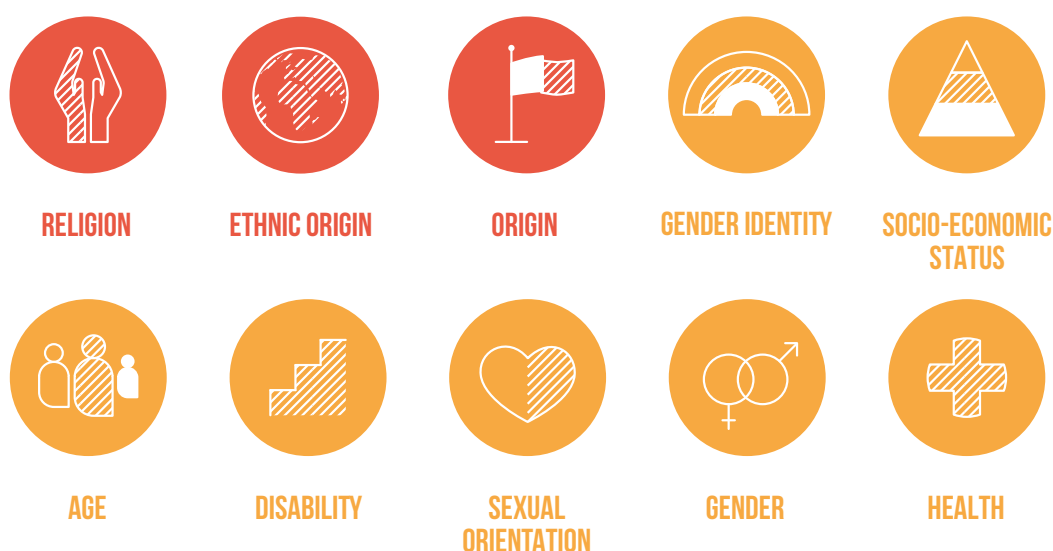 RELIGION
ETHNIC ORIGIN
ORIGIN
GENDER IDENTITY
SOCIO-ECONOMIC
STATUS
AGE
DISABILITY
SEXUAL
ORIENTATION
GENDER
HEALTH